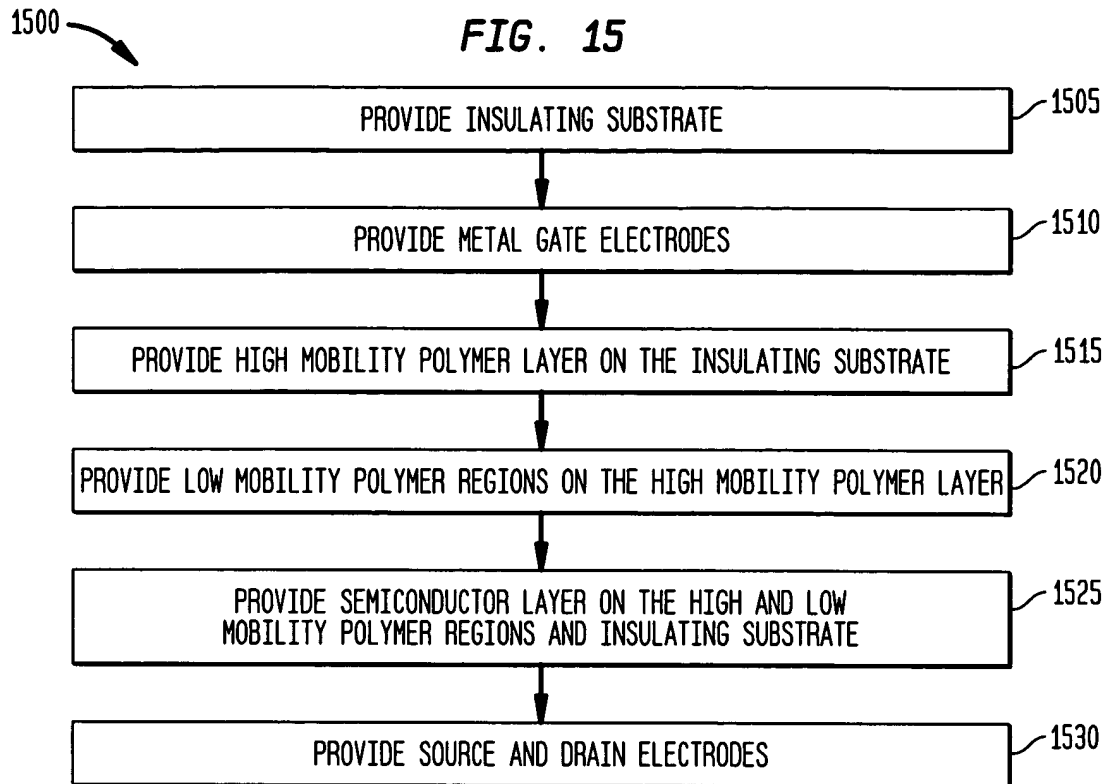 1500
FIG. 15
PROVIDE INSULATING SUBSTRATE
1505
PROVIDE METAL GATE ELECTRODES
1510
PROVIDE HIGH MOBILITY POLYMER LAYER ON THE INSULATING SUBSTRATE
1515
PROVIDE LOW MOBILITY POLYMER REGIONS ON THE HIGH MOBILITY POLYMER LAYER
1520
PROVIDE SEMICONDUCTOR LAYER ON THE HIGH AND LOW
MOBILITY POLYMER REGIONS AND INSULATING SUBSTRATE
1525
PROVIDE SOURCE AND DRAIN ELECTRODES
1530